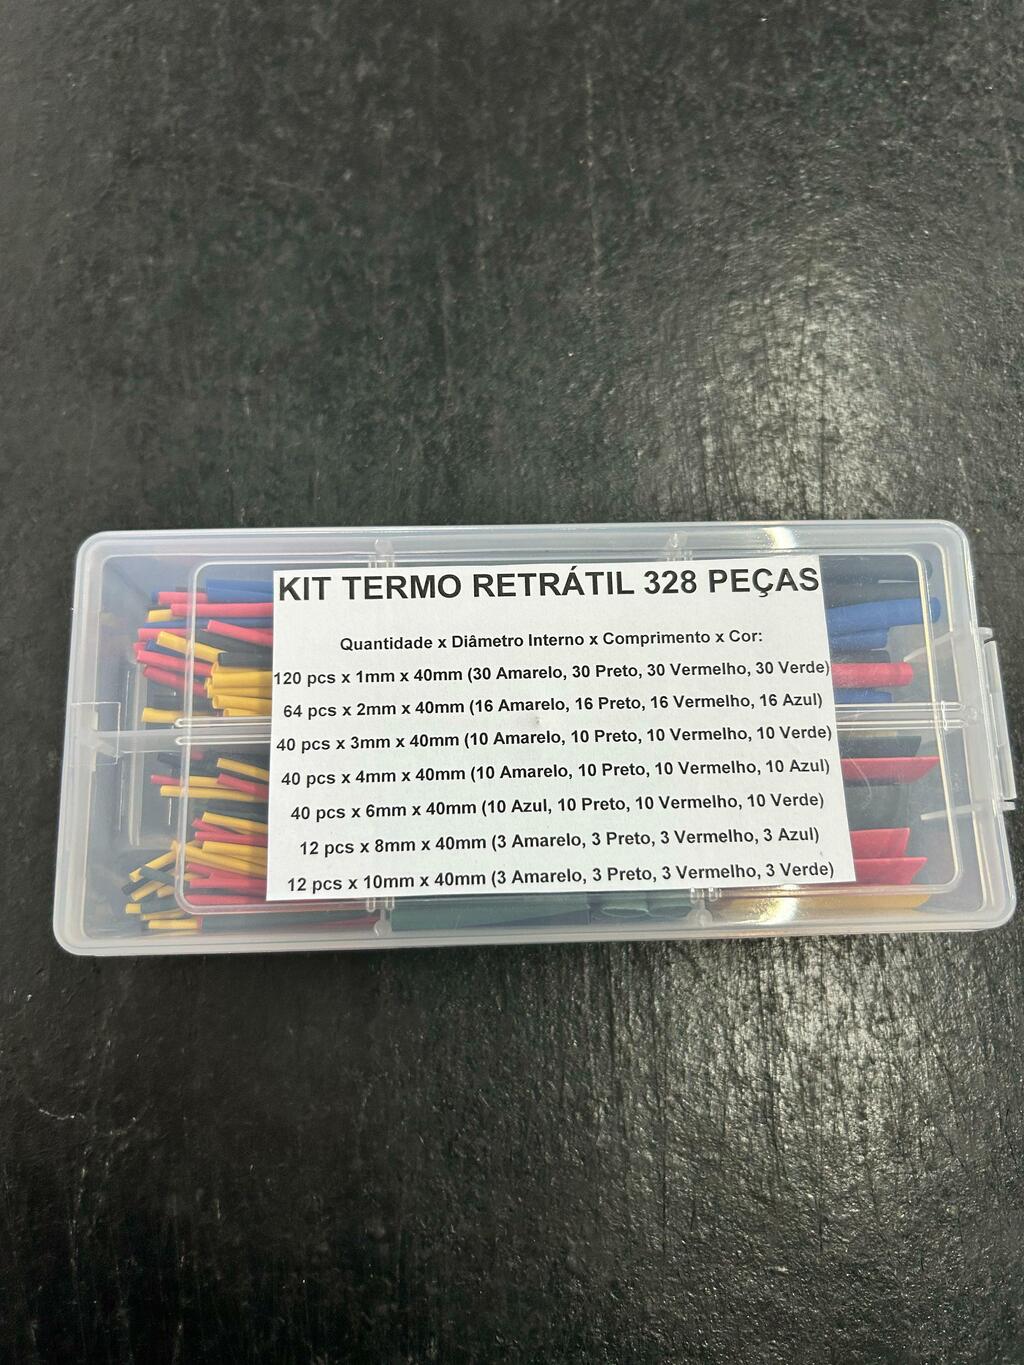 KIT TERMO RETRÁTIL 328 PEÇAS
Quantidade x Diâmetro Interno x Comprimento x Cor:
120 pcs x 1mm x 40mm (30 Amarelo, 30 Preto, 30 Vermelho, 30 Verde)
64 pcs x 2mm x 40mm (16 Amarelo, 16 Preto, 16 Vermelho, 16 Azul)
40 pcs x 3mm x 40mm (10 Amarelo, 10 Preto, 10 Vermelho, 10 Verde)
40 pcs x 4mm x 40mm (10 Amarelo, 10 Preto, 10 Vermelho, 10 Azul)
40 pcs x 6mm x 40mm (10 Azul, 10 Preto, 10 Vermelho, 10 Verde)
12 pcs x 8mm x 40mm (3 Amarelo, 3 Preto, 3 Vermelho, 3 Azul)
12 pcs x 10mm x 40mm (3 Amarelo, 3 Preto, 3 Vermelho, 3 Verde)